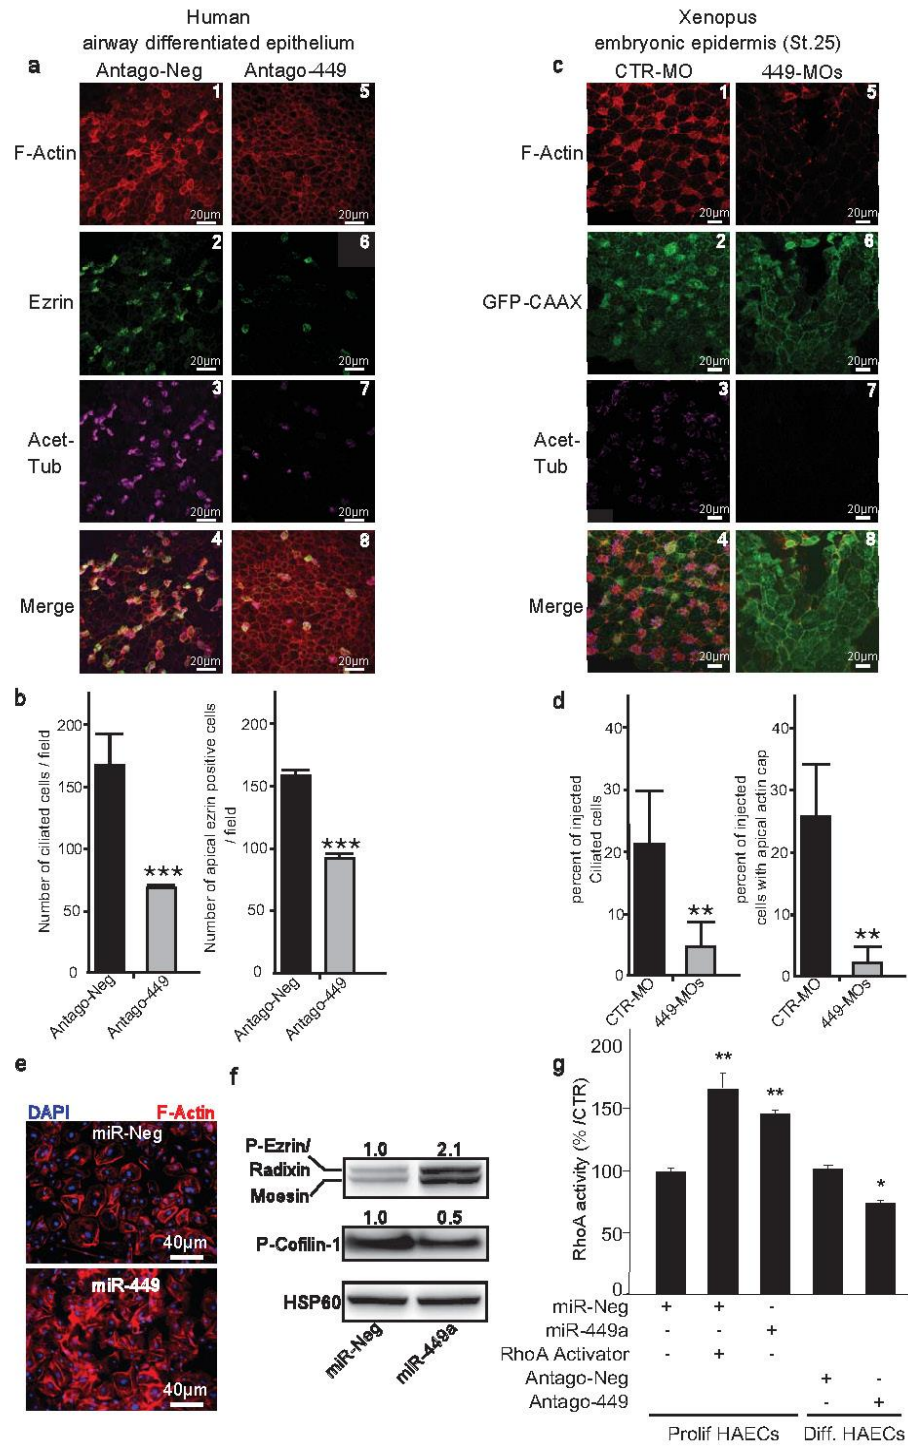 Human
airway differentiated epithelium
a Antago-Neg Antago-449
F-Actin
1
20µm
5
20µm
Ezrin
2
20µm
6
20µm
Acet-
Tub
3
20µm
7
20µm
Merge
4
20µm
8
20µm
Xenopus
embryonic epidermis (St.25)
c CTR-MO 449-MOs
F-Actin
1
20µm
5
20µm
GFP-CAAX
2
20µm
6
20µm
Acet-
Tub
3
20µm
7
20µm
Merge
4
20µm
8
20µm
b
Number of ciliated cells / field
200
150
100
50
0
***
Antago-Neg
Antago-449
Number of apical ezrin positive cells
/ field
200
150
100
50
0
***
Antago-Neg
Antago-449
d
percent of injected
Ciliated cells
40
30
20
10
0
**
CTR-MO
449-MOs
percent of injected
cells with apical actin cap
40
30
20
10
0
**
CTR-MO
449-MOs
e
DAPI F-Actin
miR-Neg
40µm
miR-449
40µm
f
1.0 2.1
P-Ezrin/
Radixin
Moesin
1.0 0.5
P-Cofilin-1
HSP60
miR-Neg
miR-449a
g
RhoA activity (% /CTR)
200
150
100
50
0
**
**
*
miR-Neg + + -
miR-449a - - +
RhoA Activator - + -
Antago-Neg + -
Antago-449 - +
Prolif HAECs Diff. HAECs